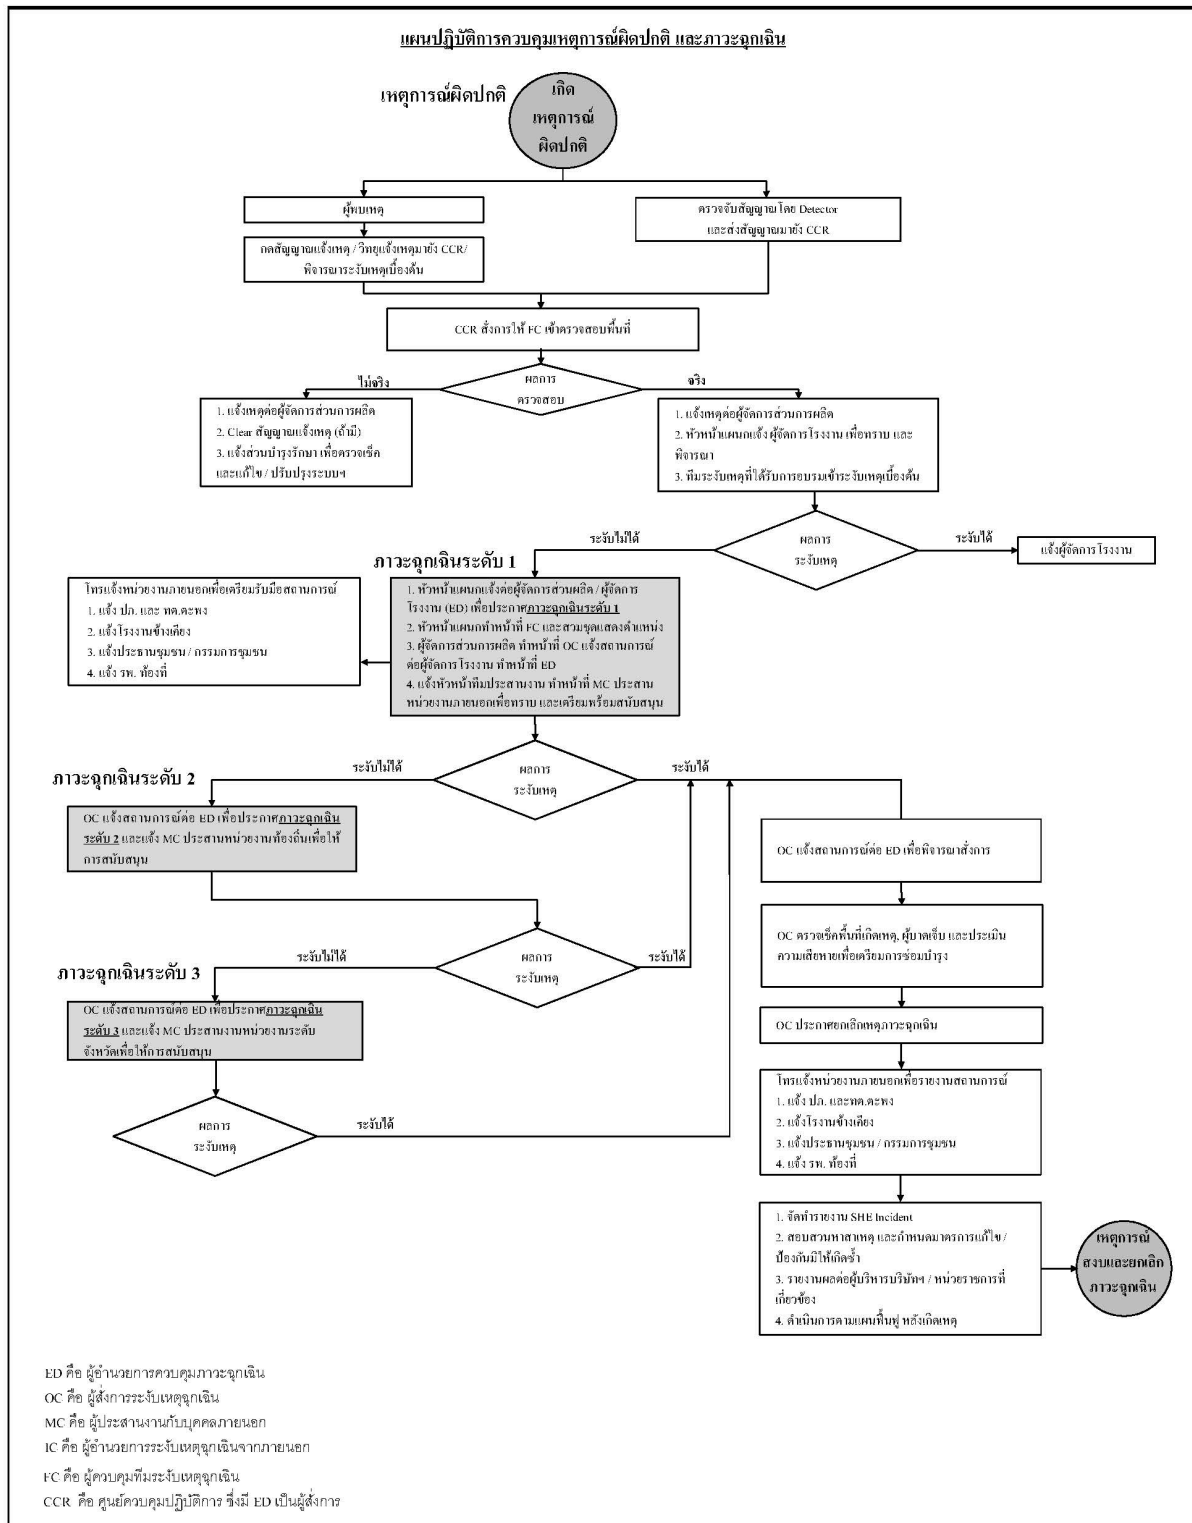 แผนปฏิบัติการควบคุมเหตุการณ์ผิดปกติ และภาวะฉุกเฉิน
เหตุการณ์ผิดปกติ
เกิด
เหตุการณ์
ผิดปกติ
ผู้พบเหตุ
ตรวจจับสัญญาณโดย Detector
และส่งสัญญาณมายัง CCR
กดสัญญาณแจ้งเหตุ / วิทยุแจ้งเหตุมายัง CCR/
พิจารณาระงับเหตุเบื้องต้น
CCR สั่งการให้ FC เข้าตรวจสอบพื้นที่
ไม่จริง
ผลการ
ตรวจสอบ
จริง
1. แจ้งเหตุต่อผู้จัดการส่วนการผลิต
2. Clear สัญญาณแจ้งเหตุ (ถ้ามี)
3. แจ้งส่วนบำรุงรักษา เพื่อตรวจเช็ค
และแก้ไข / ปรับปรุงระบบฯ
1. แจ้งเหตุต่อผู้จัดการส่วนการผลิต
2. หัวหน้าแผนกแจ้ง ผู้จัดการโรงงาน เพื่อทราบ และ
พิจารณา
3. ทีมระงับเหตุที่ได้รับการอบรมเข้าระงับเหตุเบื้องต้น
ระงับไม่ได้
ผลการ
ระงับเหตุ
ระงับได้
แจ้งผู้จัดการโรงงาน
ภาวะฉุกเฉินระดับ 1
โทรแจ้งหน่วยงานภายนอกเพื่อเตรียมรับมือสถานการณ์
1. แจ้ง ปภ. และ ทต.ตะพง
2. แจ้งโรงงานข้างเคียง
3. แจ้งประธานชุมชน / กรรมการชุมชน
4. แจ้ง รพ. ท้องที่
1. หัวหน้าแผนกแจ้งต่อผู้จัดการส่วนผลิต / ผู้จัดการ
โรงงาน (ED) เพื่อประกาศภาวะฉุกเฉินระดับ 1
2. หัวหน้าแผนกทำหน้าที่ FC และสวมชุดแสดงตำแหน่ง
3. ผู้จัดการส่วนการผลิต ทำหน้าที่ OC แจ้งสถานการณ์
ต่อผู้จัดการโรงงาน ทำหน้าที่ ED
4. แจ้งหัวหน้าทีมประสานงาน ทำหน้าที่ MC ประสาน
หน่วยงานภายนอกเพื่อทราบ และเตรียมพร้อมสนับสนุน
ระงับไม่ได้
ผลการ
ระงับเหตุ
ระงับได้
ภาวะฉุกเฉินระดับ 2
OC แจ้งสถานการณ์ต่อ ED เพื่อประกาศภาวะฉุกเฉิน
ระดับ 2 และแจ้ง MC ประสานหน่วยงานท้องถิ่นเพื่อให้
การสนับสนุน
OC แจ้งสถานการณ์ต่อ ED เพื่อพิจารณาสั่งการ
ระงับไม่ได้
ผลการ
ระงับเหตุ
ระงับได้
OC ตรวจเช็คพื้นที่เกิดเหตุ, ผู้บาดเจ็บ และประเมิน
ความเสียหายเพื่อเตรียมการซ่อมบำรุง
ภาวะฉุกเฉินระดับ 3
OC แจ้งสถานการณ์ต่อ ED เพื่อประกาศภาวะฉุกเฉิน
ระดับ 3 และแจ้ง MC ประสานงานหน่วยงานระดับ
จังหวัดเพื่อให้การสนับสนุน
OC ประกาศยกเลิกเหตุภาวะฉุกเฉิน
ผลการ
ระงับเหตุ
ระงับได้
โทรแจ้งหน่วยงานภายนอกเพื่อรายงานสถานการณ์
1. แจ้ง ปภ. และทต.ตะพง
2. แจ้งโรงานข้างเคียง
3. แจ้งประธานชุมชน / กรรมการชุมชน
4. แจ้ง รพ. ท้องที่
1. จัดทำรายงาน SHE Incident
2. สอบสวนหาสาเหตุ และกำหนดมาตรการแก้ไข /
ป้องกันมิให้เกิดซ้ำ
3. รายงานผลต่อผู้บริหารบริษัทฯ / หน่วยราชการที่
เกี่ยวข้อง
4. ดำเนินการตามแผนฟื้นฟู หลังเกิดเหตุ
เหตุการณ์
สงบและยกเลิก
ภาวะฉุกเฉิน
ED คือ ผู้อำนวยการควบคุมภาวะฉุกเฉิน
OC คือ ผู้สั่งการระงับเหตุฉุกเฉิน
MC คือ ผู้ประสานงานกับบุคคลภายนอก
IC คือ ผู้อำนวยการระงับเหตุฉุกเฉินจากภายนอก
FC คือ ผู้ควบคุมทีมระงับเหตุฉุกเฉิน
CCR คือ ศูนย์ควบคุมปฏิบัติการ ซึ่งมี ED เป็นผู้สั่งการ